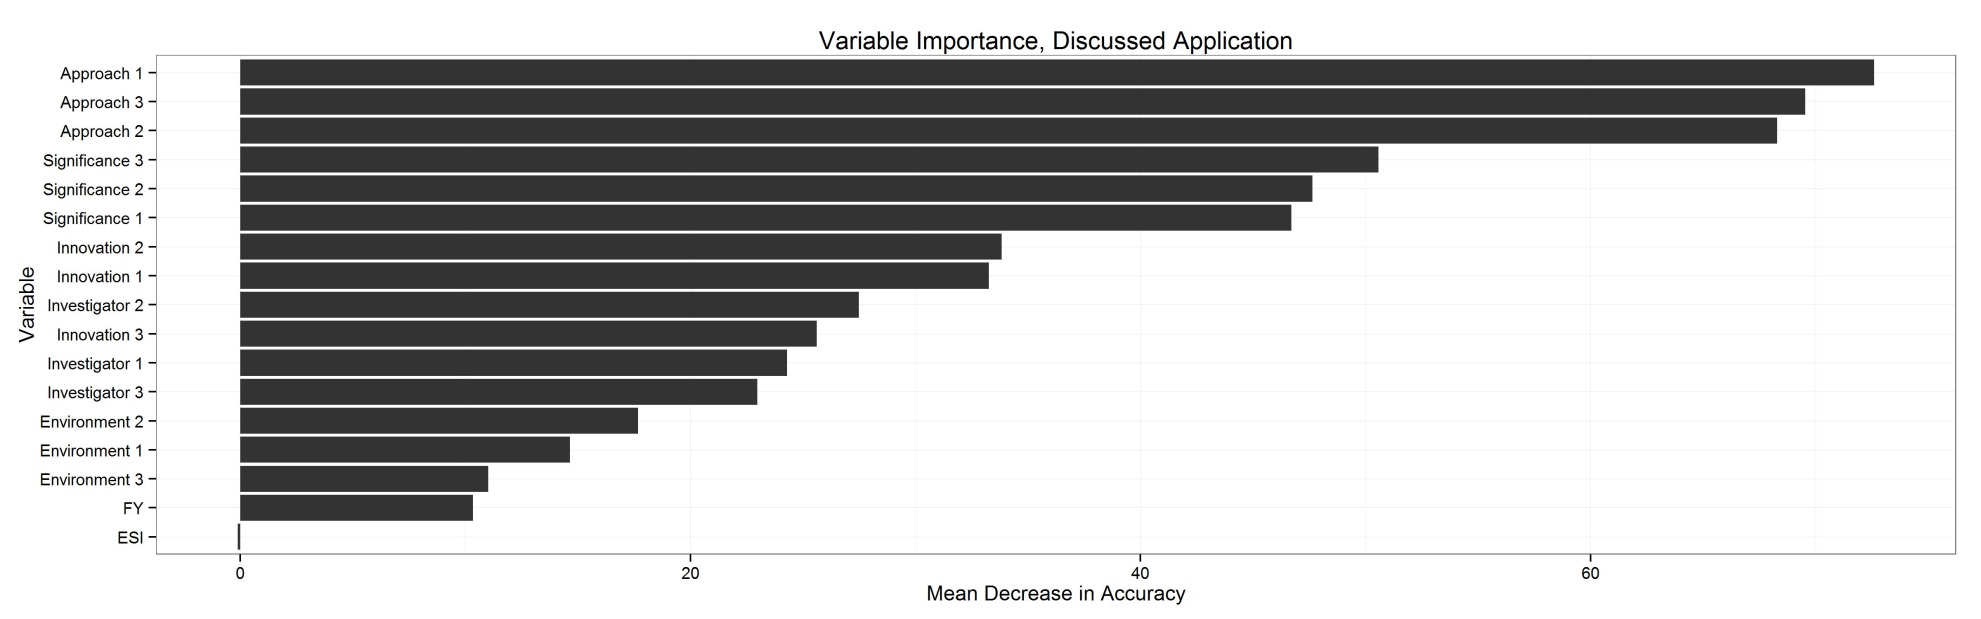 Variable Importance, Discussed Application
Variable
Approach 1
Approach 3
Approach 2
Significance 3
Significance 2
Significance 1
Innovation 2
Innovation 1
Investigator 2
Innovation 3
Investigator 1
Investigator 3
Environment 2
Environment 1
Environment 3
FY
ESI
0 20 40 60
Mean Decrease in Accuracy